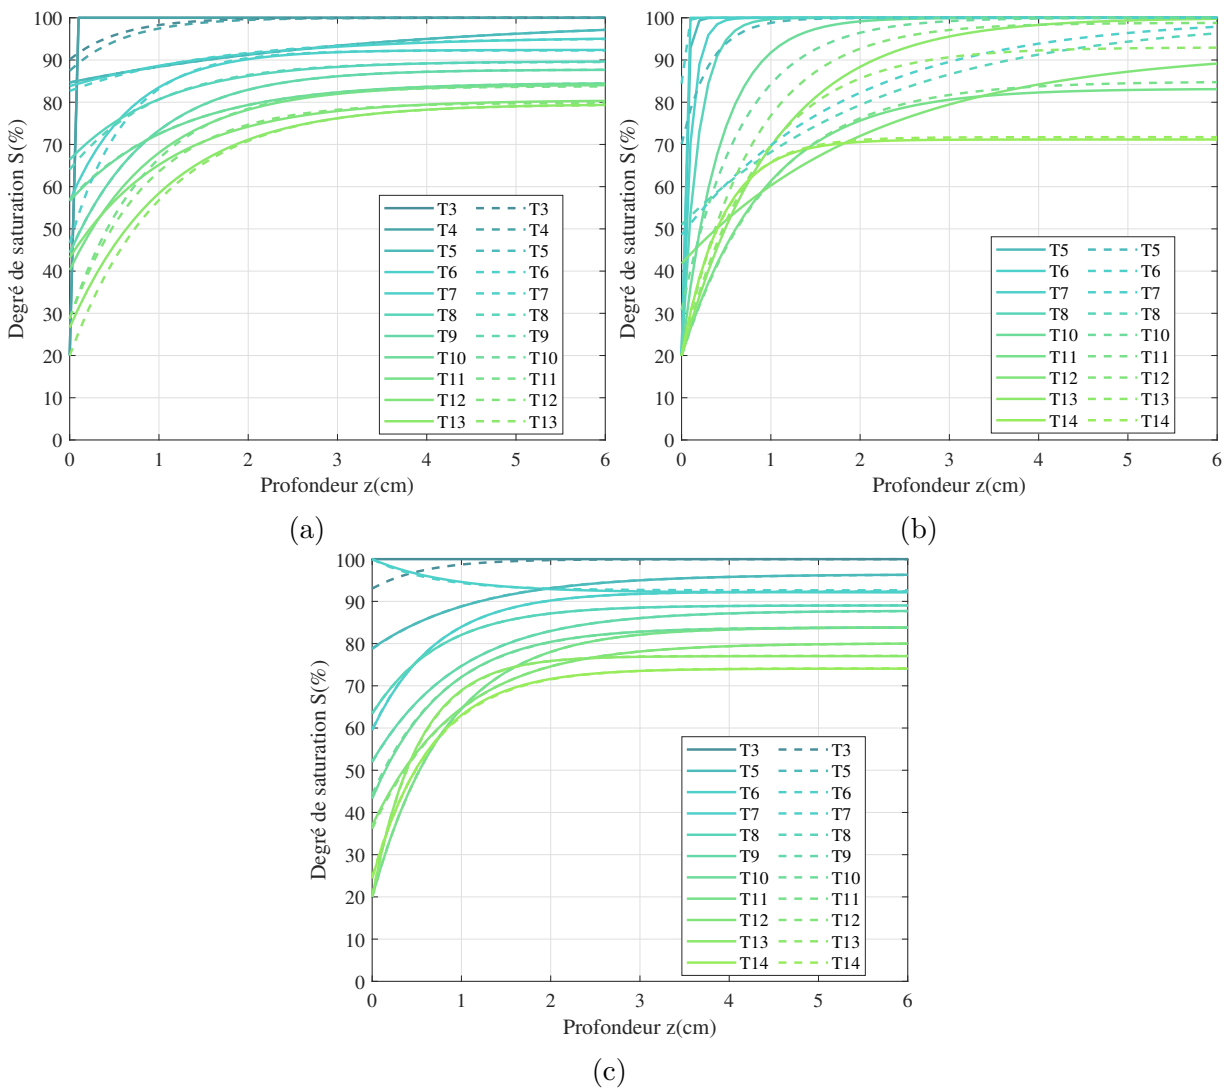 100
90
80
70
60
50
40
30
20
10
0
Degré de saturation S(%)
T3 T3
T4 T4
T5 T5
T6 T6
T7 T7
T8 T8
T9 T9
T10 T10
T11 T11
T12 T12
T13 T13
0 1 2 3 4 5 6
Profondeur z(cm)
(a)
100
90
80
70
60
50
40
30
20
10
0
Degré de saturation S(%)
T5 T5
T6 T6
T7 T7
T8 T8
T10 T10
T11 T11
T12 T12
T13 T13
T14 T14
0 1 2 3 4 5 6
Profondeur z(cm)
(b)
100
90
80
70
60
50
40
30
20
10
0
Degré de saturation S(%)
T3 T3
T5 T5
T6 T6
T7 T7
T8 T8
T9 T9
T10 T10
T11 T11
T12 T12
T13 T13
T14 T14
0 1 2 3 4 5 6
Profondeur z(cm)
(c)